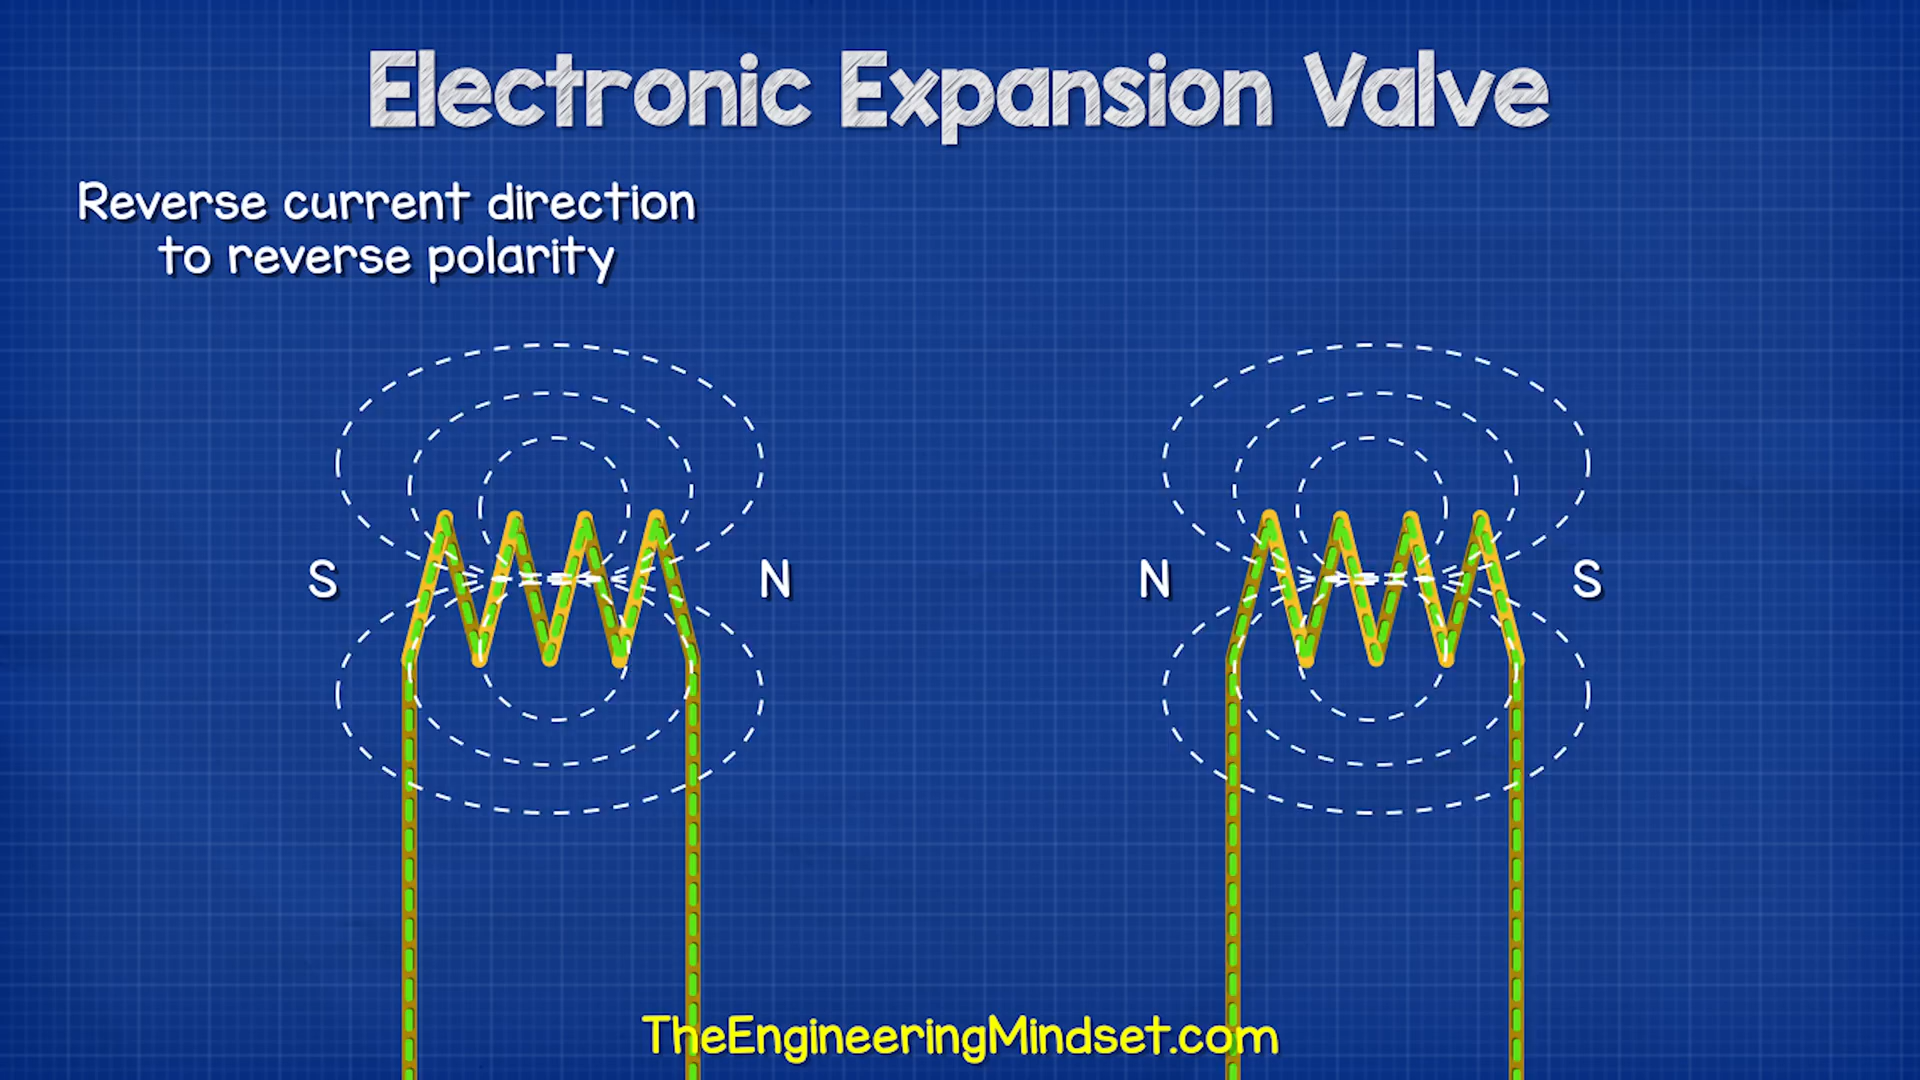 Electronic Expansion Valve
Reverse current direction
to reverse polarity
S
N
N
S
TheEngineeringMindset.com